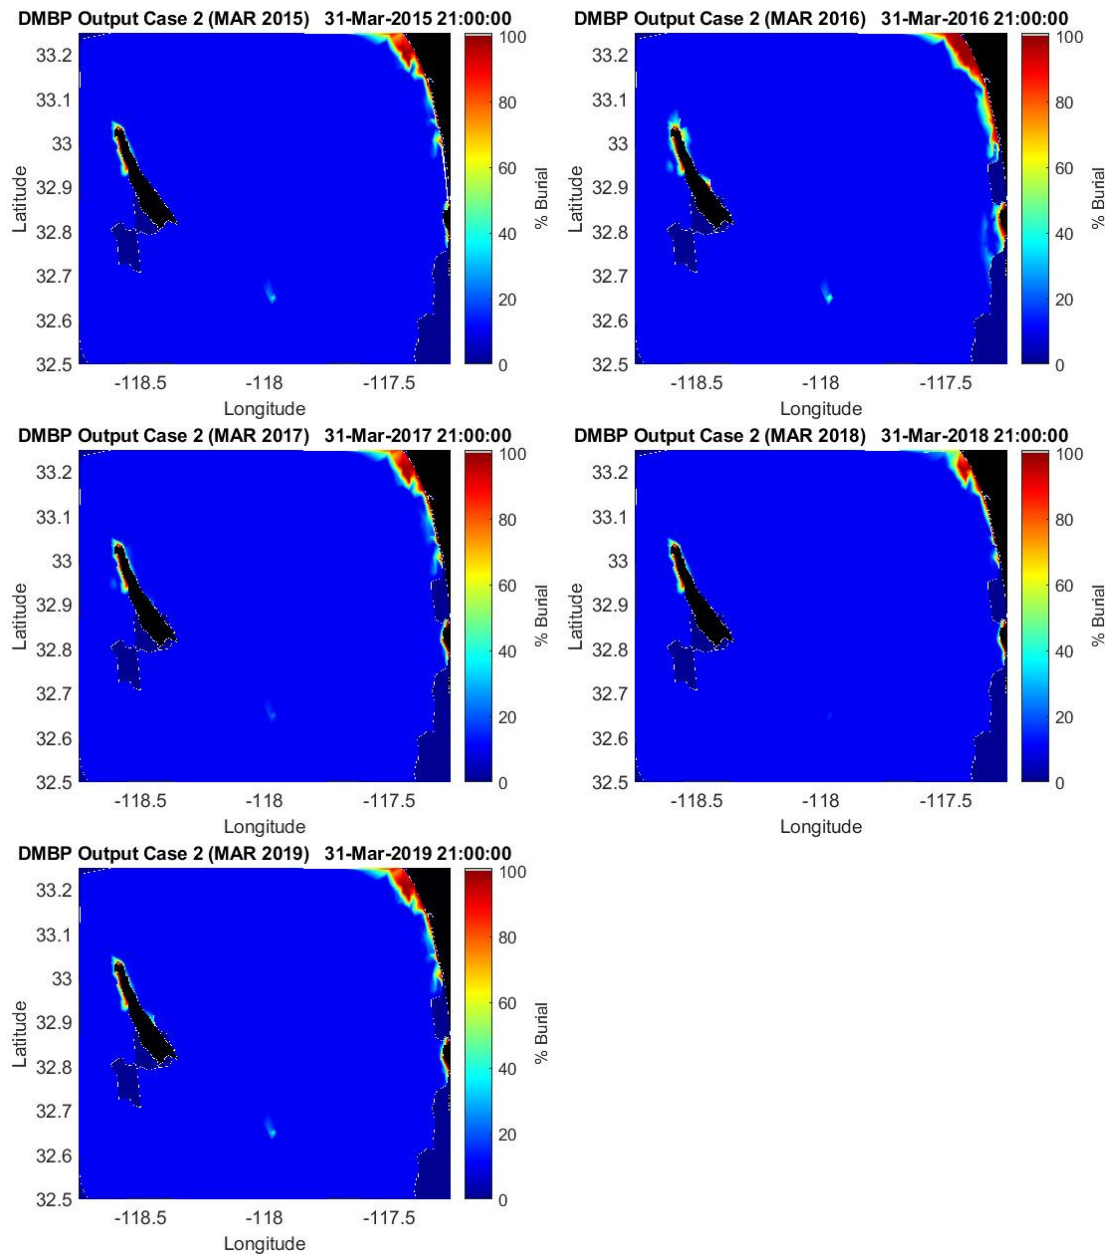 DMBP Output Case 2 (MAR 2015) 31-Mar-2015 21:00:00
33.2
33.1
33
32.9
32.8
32.7
32.6
32.5
Latitude
-118.5 -118 -117.5
Longitude
100
80
60
40
20
0
% Burial
DMBP Output Case 2 (MAR 2016) 31-Mar-2016 21:00:00
33.2
33.1
33
32.9
32.8
32.7
32.6
32.5
Latitude
-118.5 -118 -117.5
Longitude
100
80
60
40
20
0
% Burial
DMBP Output Case 2 (MAR 2017) 31-Mar-2017 21:00:00
33.2
33.1
33
32.9
32.8
32.7
32.6
32.5
Latitude
-118.5 -118 -117.5
Longitude
100
80
60
40
20
0
% Burial
DMBP Output Case 2 (MAR 2018) 31-Mar-2018 21:00:00
33.2
33.1
33
32.9
32.8
32.7
32.6
32.5
Latitude
-118.5 -118 -117.5
Longitude
100
80
60
40
20
0
% Burial
DMBP Output Case 2 (MAR 2019) 31-Mar-2019 21:00:00
33.2
33.1
33
32.9
32.8
32.7
32.6
32.5
Latitude
-118.5 -118 -117.5
Longitude
100
80
60
40
20
0
% Burial